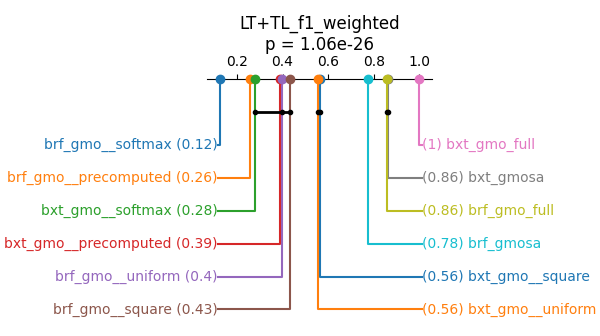 LT+TL_f1_weighted
p = 1.06e-26
0.2 0.4 0.6 0.8 1.0
brf_gmo__softmax (0.12) (1) bxt_gmo_full
brf_gmo__precomputed (0.26) (0.86) bxt_gmosa
bxt_gmo__softmax (0.28) (0.86) brf_gmo_full
bxt_gmo__precomputed (0.39) (0.78) brf_gmosa
brf_gmo__uniform (0.4) (0.56) bxt_gmo__square
brf_gmo__square (0.43) (0.56) bxt_gmo__uniform